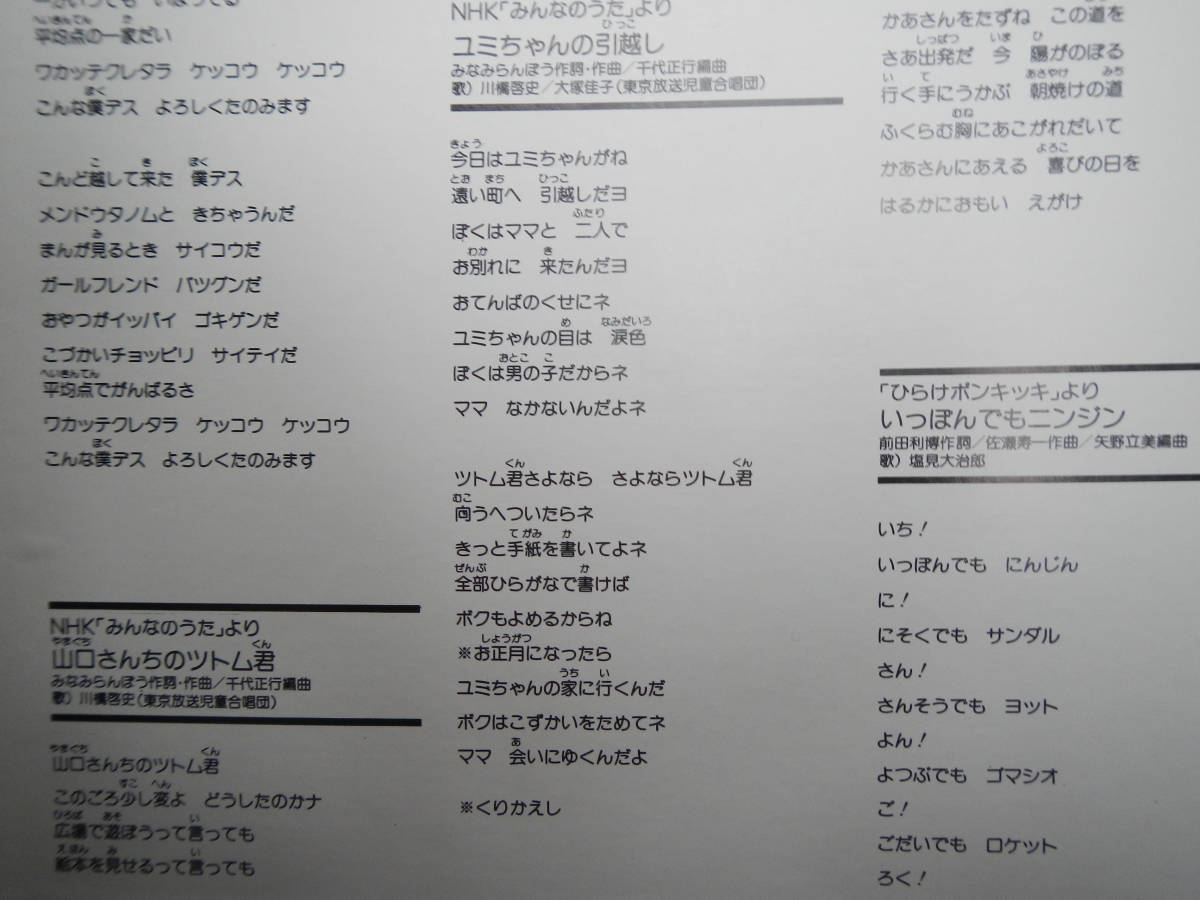 平均点の一家だい
ワカッテクレタラ　ケッコウ　ケッコウ
こんな僕デス　よろしくたのみます
こんど越して来た　僕デス
メンドウタノムと　きちゃうんだ
まんが見るとき　サイコウだ
ガールフレンド　バツグンだ
おやつがイッパイ　ゴキゲンだ
こづかいチョッピリ　サイテイだ
平均点でがんばるさ
ワカッテクレタラ　ケッコウ　ケッコウ
こんな僕デス　よろしくたのみます
NHK「みんなのうた」より
山口さんちのツトム君
みなみらんぼう作詞・作曲／千代正行編曲
歌）川橋啓史（東京放送児童合唱団）
山口さんちのツトム君
このごろ少し変よ　どうしたのかナ
広場で遊ぼうって言っても
絵本を見せるって言っても
NHK「みんなのうた」より
ユミちゃんの引越し
みなみらんぼう作詞・作曲／千代正行編曲
歌）川橋啓史／大塚佳子（東京放送児童合唱団）
今日はユミちゃんがね
遠い町へ　引越しだヨ
ぼくはママと　二人で
お別れに　来たんだヨ
おてんばのくせにネ
ユミちゃんの目は　涙色
ぼくは男の子だからネ
ママ　なかないんだよネ
ツトム君さよなら　さよならツトム君
向うへついたらネ
きっと手紙を書いてよネ
全部ひらがなで書けば
ボクもよめるからね
※お正月になったら
ユミちゃんの家に行くんだ
ボクはこずかいをためてネ
ママ　会いにゆくんだよ
※くりかえし
かあさんをたずね　この道を
さあ出発だ　今　陽がのぼる
行く手にうかぶ　朝焼けの道
ふくらむ胸にあこがれだいて
かあさんにあえる　喜びの日を
はるかにおもい　えがけ
「ひらけポンキッキ」より
いっぽんでもニンジン
前田利博作詞／佐瀬寿一作曲／矢野立美編曲
歌）塩見大治郎
いち！
いっぽんでも　にんじん
に！
にそくでも　サンダル
さん！
さんそうでも　ヨット
よん！
よつぶでも　ゴマシオ
ご！
ごだいでも　ロケット
ろく！